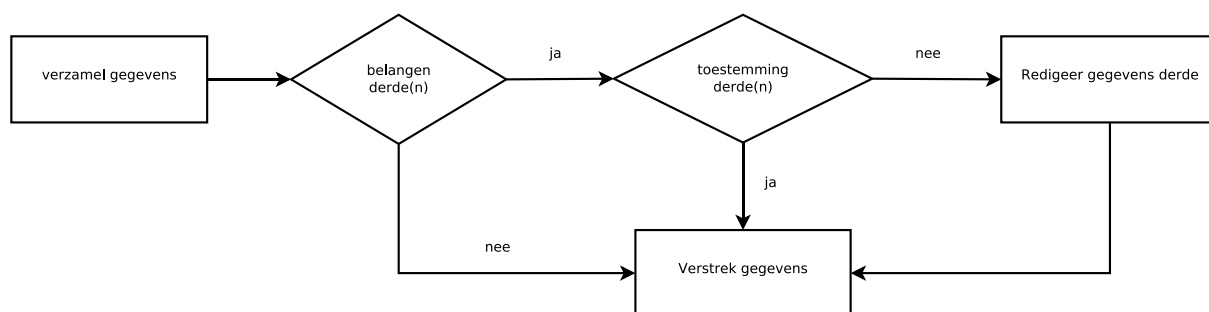 verzamel gegevens
belangen
derde(n)
ja
toestemming
derde(n)
nee
Redigeer gegevens derde
ja
nee
Verstrek gegevens